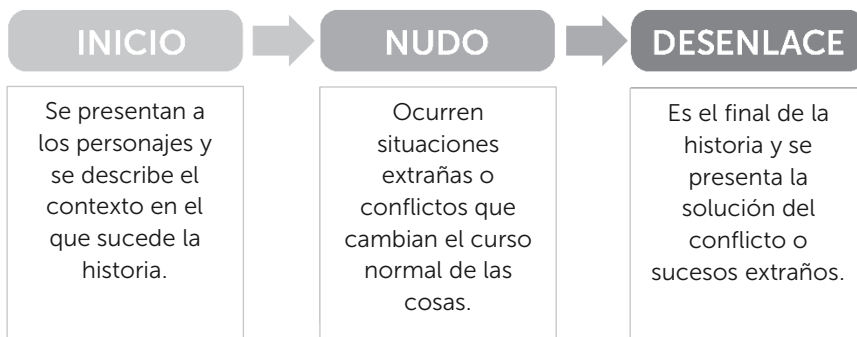 INICIO
Se presentan a
los personajes y
se describe el
contexto en el
que sucede la
historia.
NUDO
Ocurren
situaciones
extrañas o
conflictos que
cambian el curso
normal de las
cosas.
DESENLACE
Es el final de la
historia y se
presenta la
solución del
conflicto o
sucesos extraños.